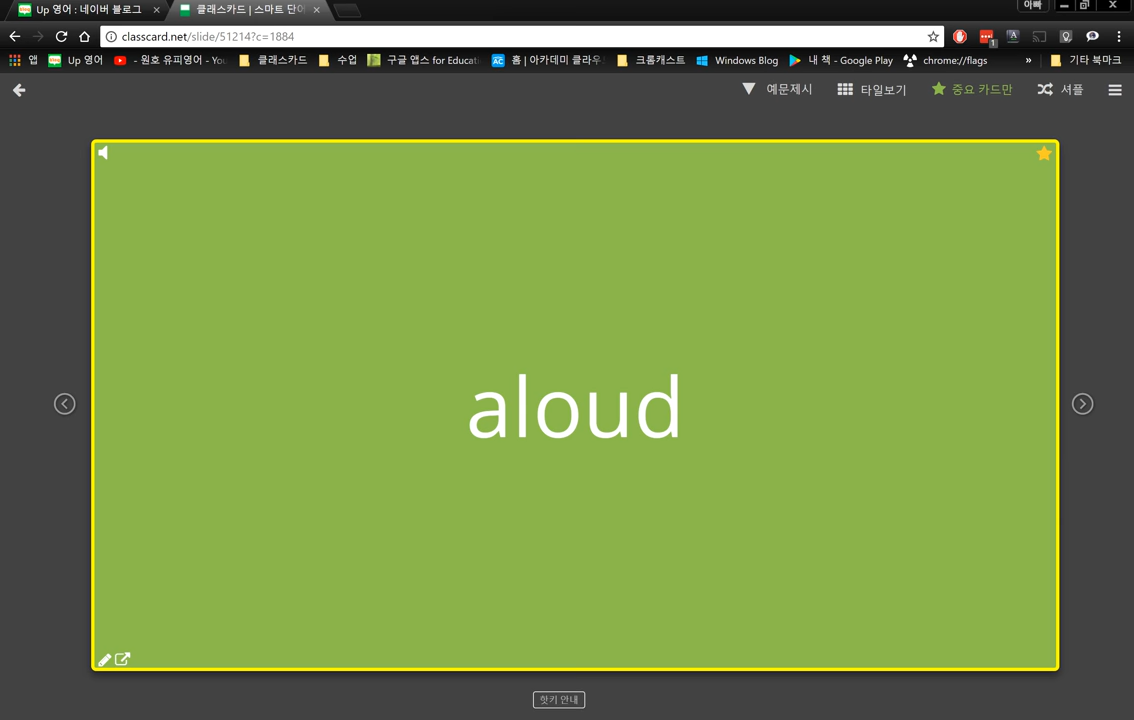 Up 영어 : 네이버 블로그
클래스카드 | 스마트 단어
아빠
classcard.net/slide/51214?c=1884
1
앱
Up 영어
- 원호 유피영어 - You
클래스카드
수업
구글 앱스 for Educati
홈 | 아카데미 클라우
크롬캐스트
Windows Blog
내 책 - Google Play
chrome://flags
»
기타 북마크
예문제시
타일보기
중요 카드만
셔플
aloud
핫키 안내